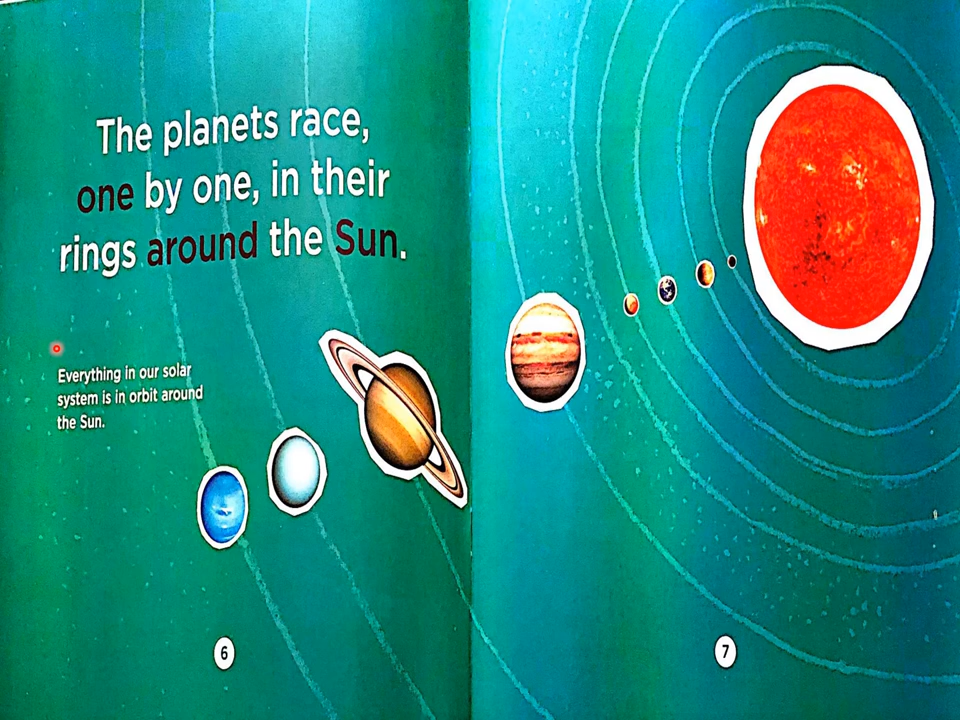 The planets race,
one by one, in their
rings around the Sun.
Everything in our solar
system is in orbit around
the Sun.
6
7